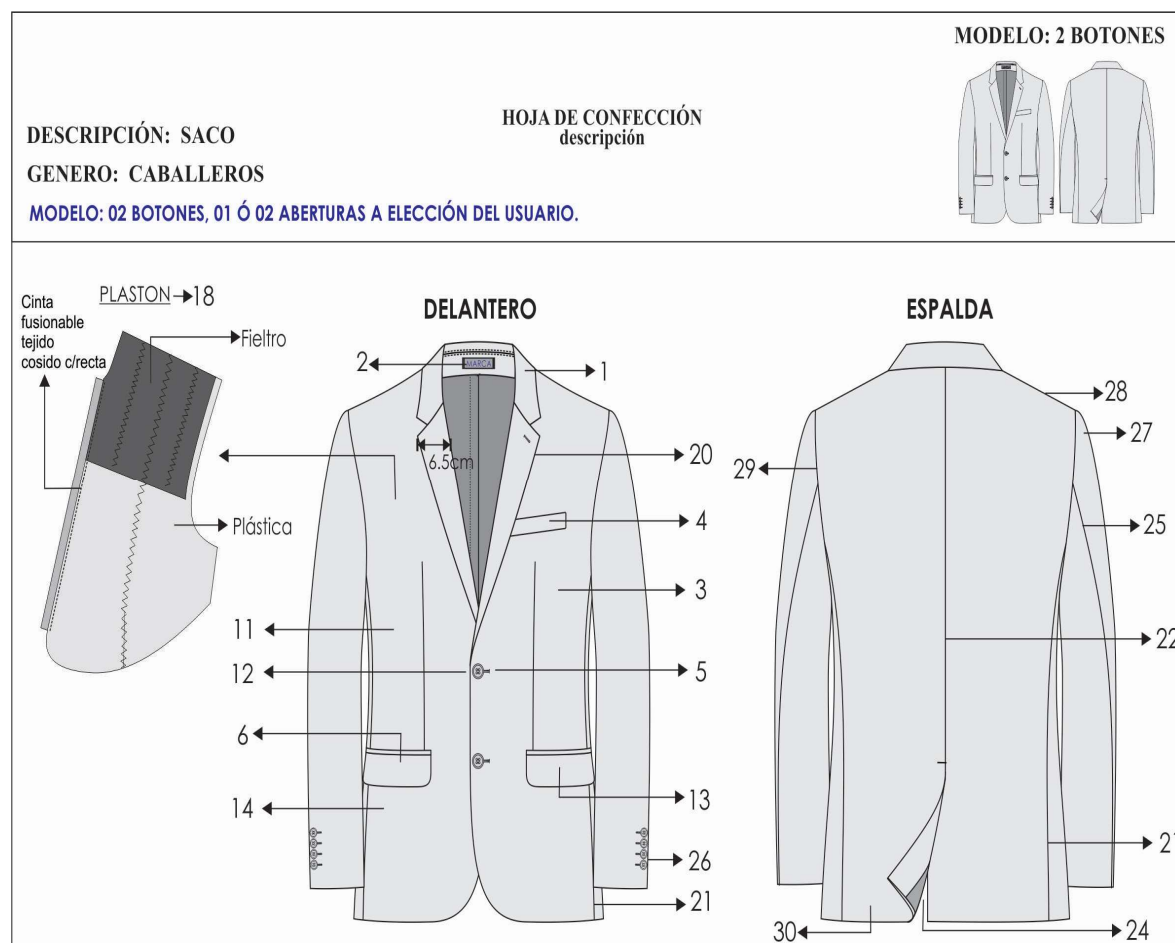 MODELO: 2 BOTONES
HOJA DE CONFECCIÓN
descripción
DESCRIPCIÓN: SACO
GENERO: CABALLEROS
MODELO: 02 BOTONES, 01 Ó 02 ABERTURAS A ELECCIÓN DEL USUARIO.
PLASTON 18
Cinta
fusionable
tejido
cosido c/recta
Fieltro
Plástica
DELANTERO
2
MARCA
1
6.5cm
20
4
3
11
12
5
6
14
13
26
21
ESPALDA
28
27
29
25
22
21
30
24